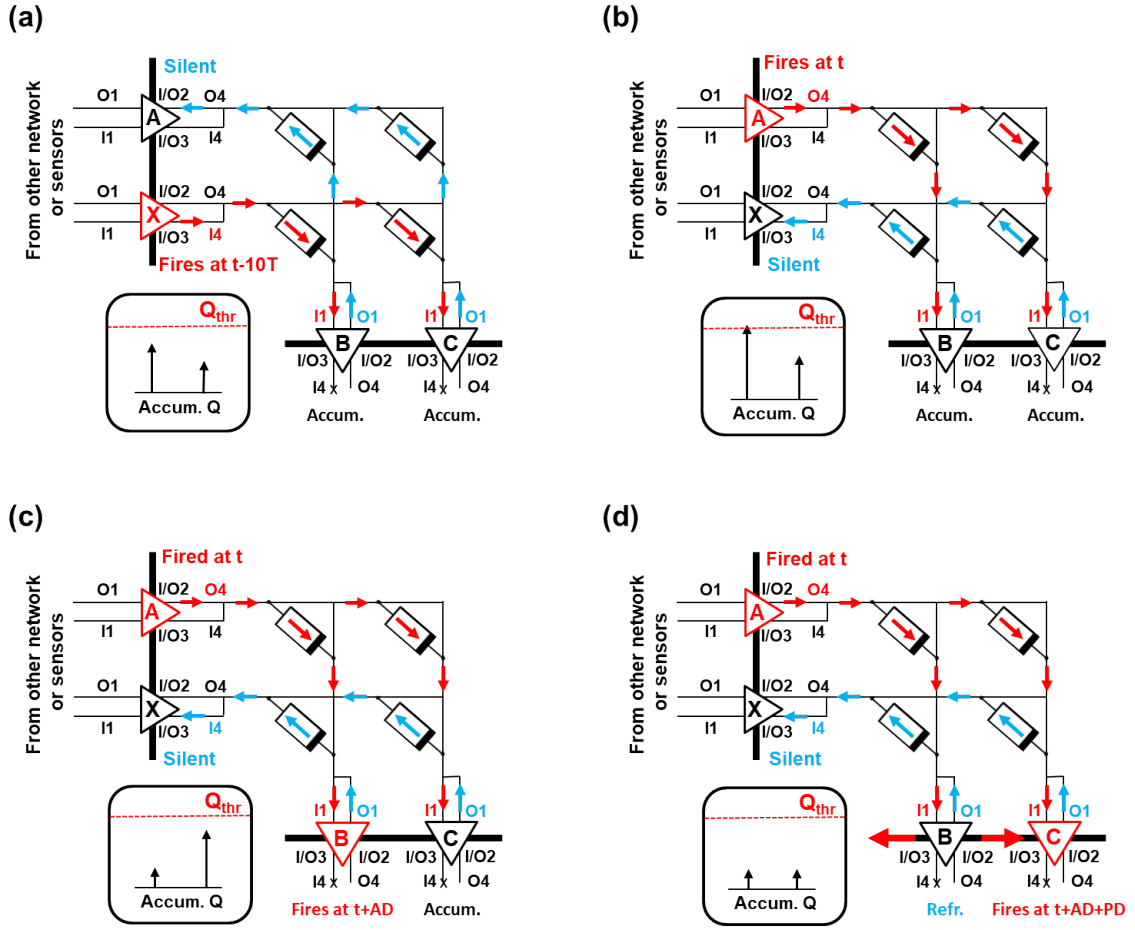 (a)
Silent
O1
I/O2
O4
A
I1
I/O3
I4
From other network
or sensors
O1
I/O2
O4
X
I1
I/O3
I4
Fires at t-10T
Qthr
Accum. Q
I1
O1
I1
O1
B
C
I/O3
I/O2
I/O3
I/O2
I4
x
O4
I4
x
O4
Accum.
Accum.
(b)
Fires at t
O1
I/O2
O4
A
I1
I/O3
I4
From other network
or sensors
O1
I/O2
O4
X
I1
I/O3
I4
Silent
Qthr
Accum. Q
I1
O1
I1
O1
B
C
I/O3
I/O2
I/O3
I/O2
I4
x
O4
I4
x
O4
Accum.
Accum.
(c)
Fired at t
O1
I/O2
O4
A
I1
I/O3
I4
From other network
or sensors
O1
I/O2
O4
X
I1
I/O3
I4
Silent
Qthr
Accum. Q
I1
O1
I1
O1
B
C
I/O3
I/O2
I/O3
I/O2
I4
x
O4
I4
x
O4
Fires at t+AD
Accum.
(d)
Fired at t
O1
I/O2
O4
A
I1
I/O3
I4
From other network
or sensors
O1
I/O2
O4
X
I1
I/O3
I4
Silent
Qthr
Accum. Q
I1
O1
I1
O1
B
C
I/O3
I/O2
I/O3
I/O2
I4
x
O4
I4
x
O4
Refr.
Fires at t+AD+PD